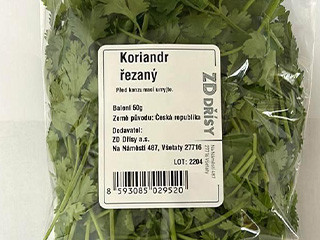 Koriandr
řezaný
Před konzumací umyjte.
Balení 50g
Země původu: Česká republika
Dodavatel:
ZD Dřísy a.s.
Na Náměstí 487, Všetaty 27716
LOT: 2204
8 593085 029520
ZD DŘÍSY